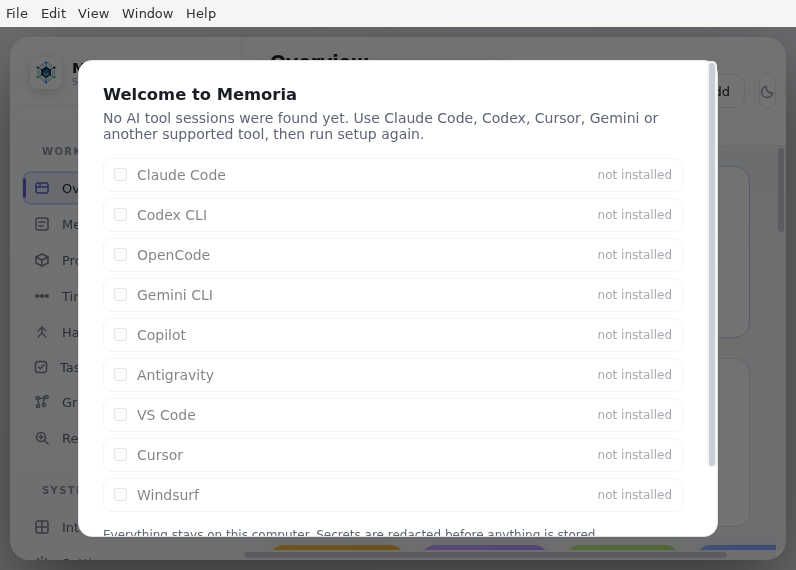 File Edit View Window Help
Overview
Welcome to Memoria
No AI tool sessions were found yet. Use Claude Code, Codex, Cursor, Gemini or
another supported tool, then run setup again.
Claude Code not installed
Codex CLI not installed
OpenCode not installed
Gemini CLI not installed
Copilot not installed
Antigravity not installed
VS Code not installed
Cursor not installed
Windsurf not installed
Everything stays on this computer. Secrets are redacted before anything is stored.